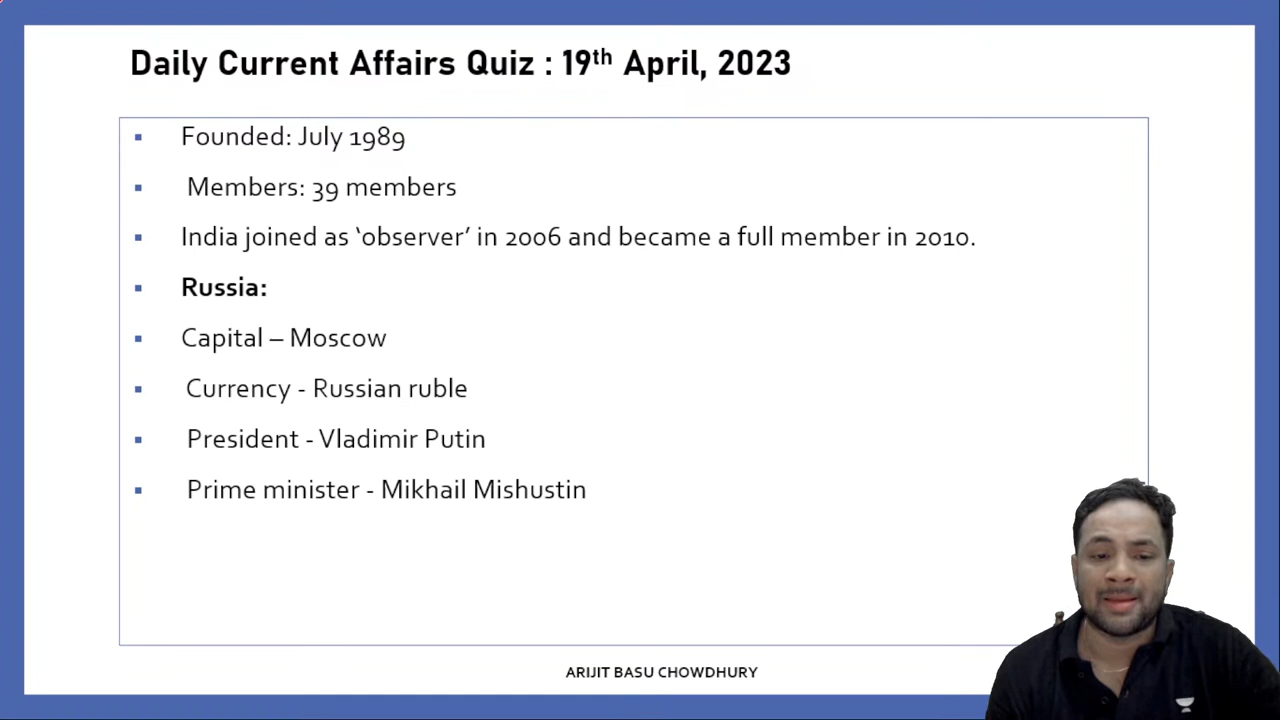 Daily Current Affairs Quiz : 19th April, 2023
▪ Founded: July 1989
▪ Members: 39 members
▪ India joined as ‘observer’ in 2006 and became a full member in 2010.
▪ Russia:
▪ Capital – Moscow
▪ Currency - Russian ruble
▪ President - Vladimir Putin
▪ Prime minister - Mikhail Mishustin
ARIJIT BASU CHOWDHURY